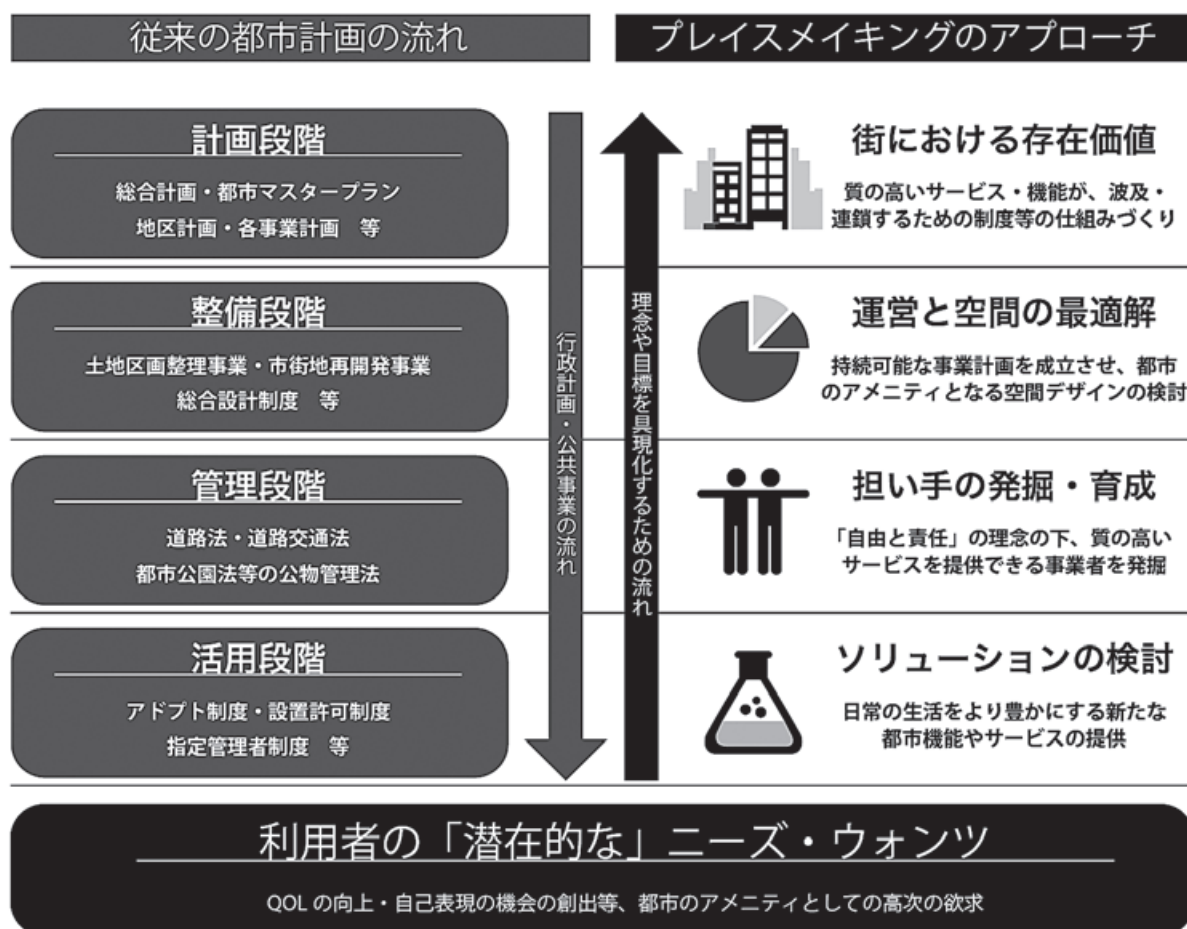 従来の都市計画の流れ
プレイスメイキングのアプローチ
計画段階
総合計画・都市マスタープラン
地区計画・各事業計画　等
整備段階
土地区画整理事業・市街地再開発事業
総合設計制度　等
管理段階
道路法・道路交通法
都市公園法等の公物管理法
活用段階
アドプト制度・設置許可制度
指定管理者制度　等
行政計画・公共事業の流れ
理念や目標を具現化するための流れ
街における存在価値
質の高いサービス・機能が、波及・
連鎖するための制度等の仕組みづくり
運営と空間の最適解
持続可能な事業計画を成立させ、都市
のアメニティとなる空間デザインの検討
担い手の発掘・育成
「自由と責任」の理念の下、質の高い
サービスを提供できる事業者を発掘
ソリューションの検討
日常の生活をより豊かにする新たな
都市機能やサービスの提供
利用者の「潜在的な」ニーズ・ウォンツ
QOL の向上・自己表現の機会の創出等、都市のアメニティとしての高次の欲求